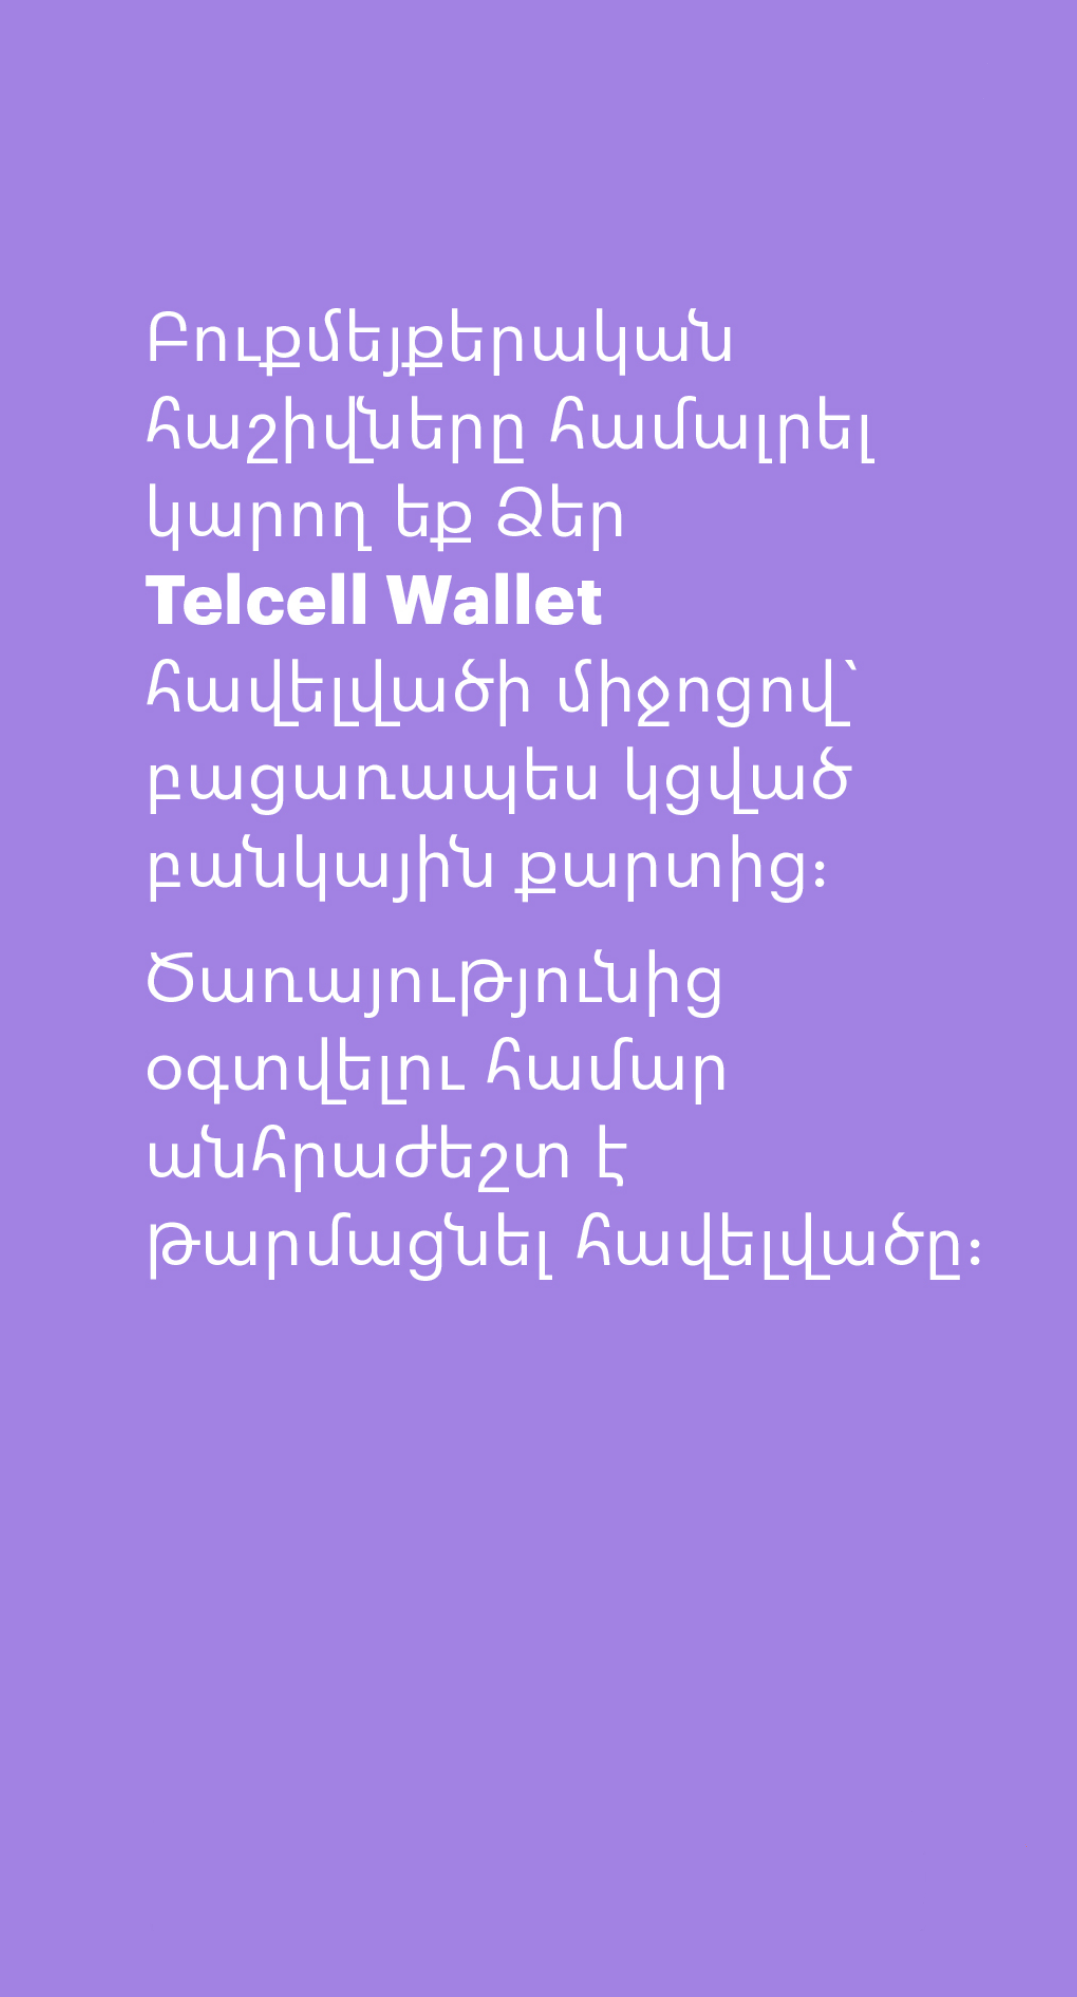 Բուքմեյքերական
հաշիվները համալրել
կարող եք Ձեր
Telcell Wallet
հավելվածի միջոցով՝
բացառապես կցված
բանկային քարտից։
Ծառայությունից
օգտվելու համար
անհրաժեշտ է
թարմացնել հավելվածը։